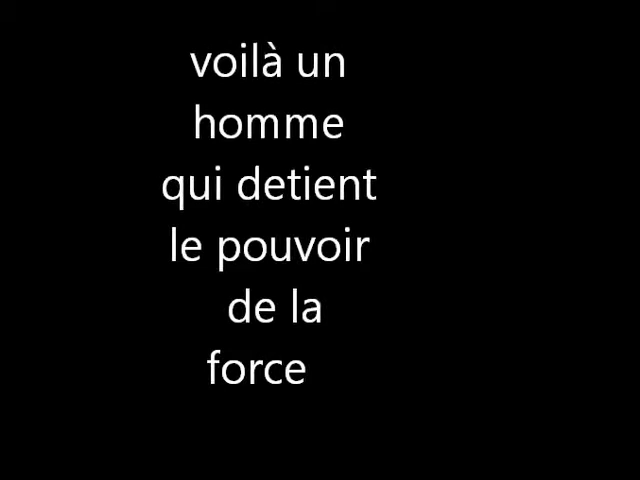 voilà un
homme
qui detient
le pouvoir
de la
force